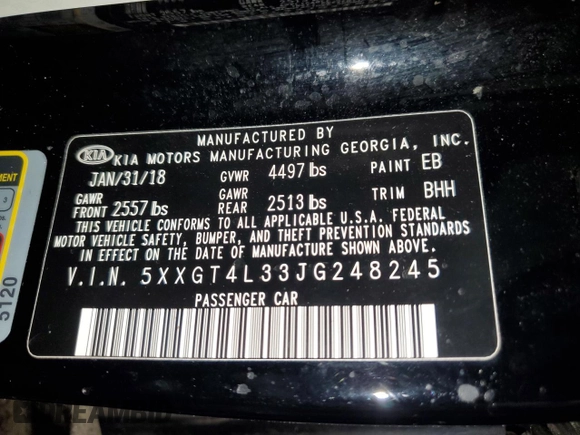 MANUFACTURED BY
KIA KIA MOTORS MANUFACTURING GEORGIA, INC.
JAN/31/18 GVWR 4497 lbs PAINT EB
GAWR FRONT 2557 lbs GAWR REAR 2513 lbs TRIM BHH
THIS VEHICLE CONFORMS TO ALL APPLICABLE U.S.A. FEDERAL
MOTOR VEHICLE SAFETY, BUMPER, AND THEFT PREVENTION STANDARDS
IN EFFECT ON THE DATE OF MANUFACTURE SHOWN ABOVE.
V.I.N. 5XXGT4L33JG248245
PASSENGER CAR
5120